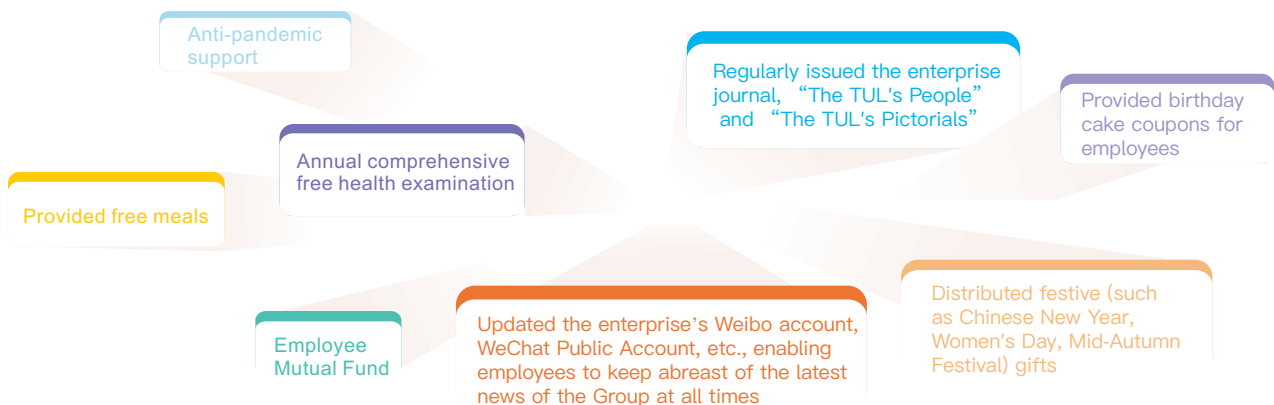 Anti-pandemic
support
Regularly issued the enterprise
journal, “The TUL's People”
and “The TUL's Pictorials”
Provided birthday
cake coupons for
employees
Annual comprehensive
free health examination
Provided free meals
Employee
Mutual Fund
Updated the enterprise’s Weibo account,
WeChat Public Account, etc., enabling
employees to keep abreast of the latest
news of the Group at all times
Distributed festive (such
as Chinese New Year,
Women's Day, Mid-Autumn
Festival) gifts